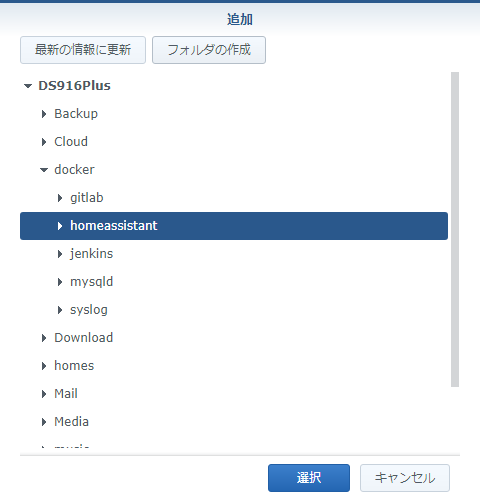 追加
最新の情報に更新 フォルダの作成
DS916Plus
Backup
Cloud
docker
gitlab
homeassistant
jenkins
mysqld
syslog
Download
homes
Mail
Media
選択 キャンセル